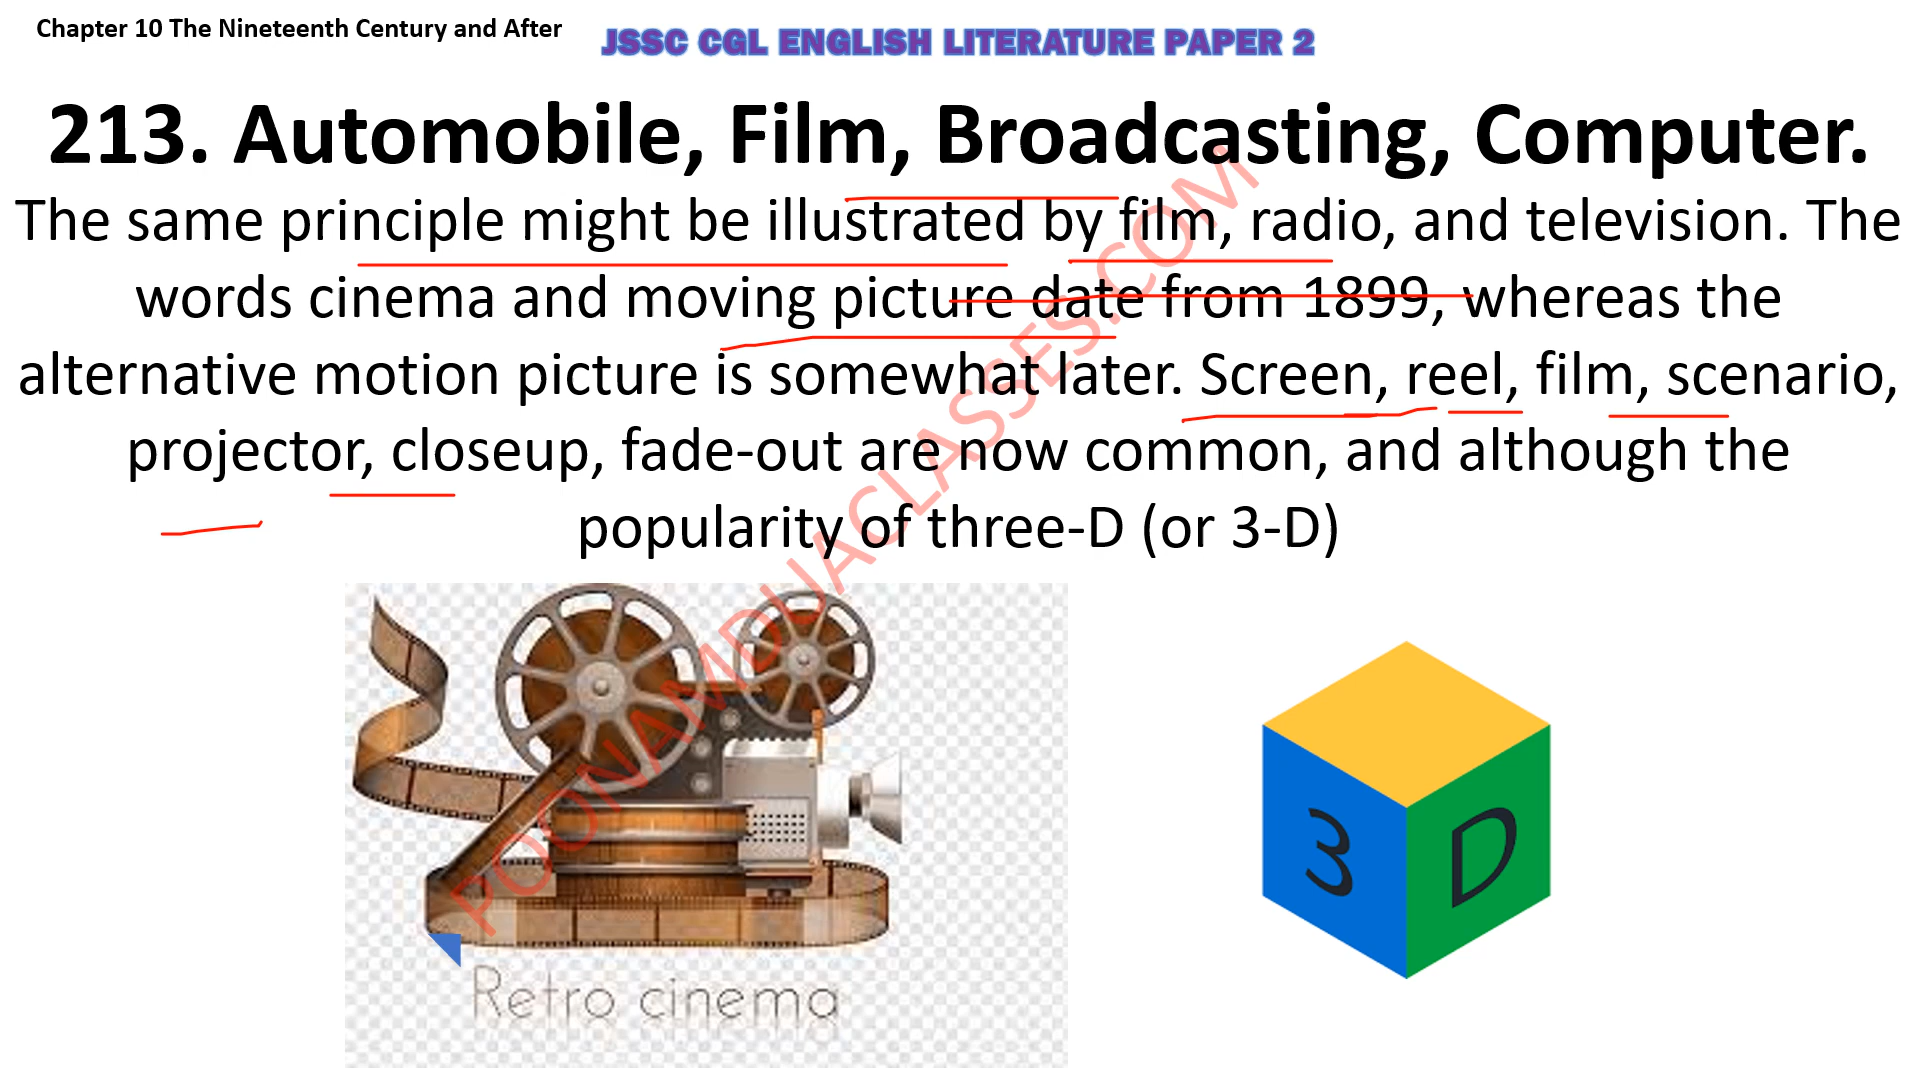 Chapter 10 The Nineteenth Century and After
JSSC CGL ENGLISH LITERATURE PAPER 2
213. Automobile, Film, Broadcasting, Computer.
The same principle might be illustrated by film, radio, and television. The
words cinema and moving picture date from 1899, whereas the
alternative motion picture is somewhat later. Screen, reel, film, scenario,
projector, closeup, fade-out are now common, and although the
popularity of three-D (or 3-D)
POONAMDUACLASSES.COM
Retro cinema
3 D